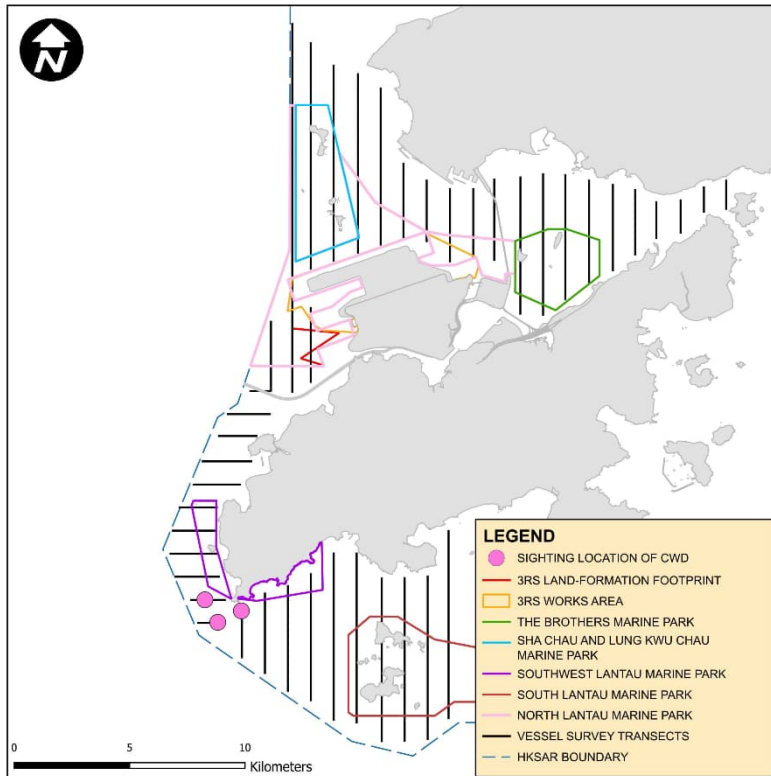 N
LEGEND
SIGHTING LOCATION OF CWD
3RS LAND-FORMATION FOOTPRINT
3RS WORKS AREA
THE BROTHERS MARINE PARK
SHA CHAU AND LUNG KWU CHAU
MARINE PARK
SOUTHWEST LANTAU MARINE PARK
SOUTH LANTAU MARINE PARK
NORTH LANTAU MARINE PARK
VESSEL SURVEY TRANSECTS
HKSAR BOUNDARY
0 5 10
Kilometers